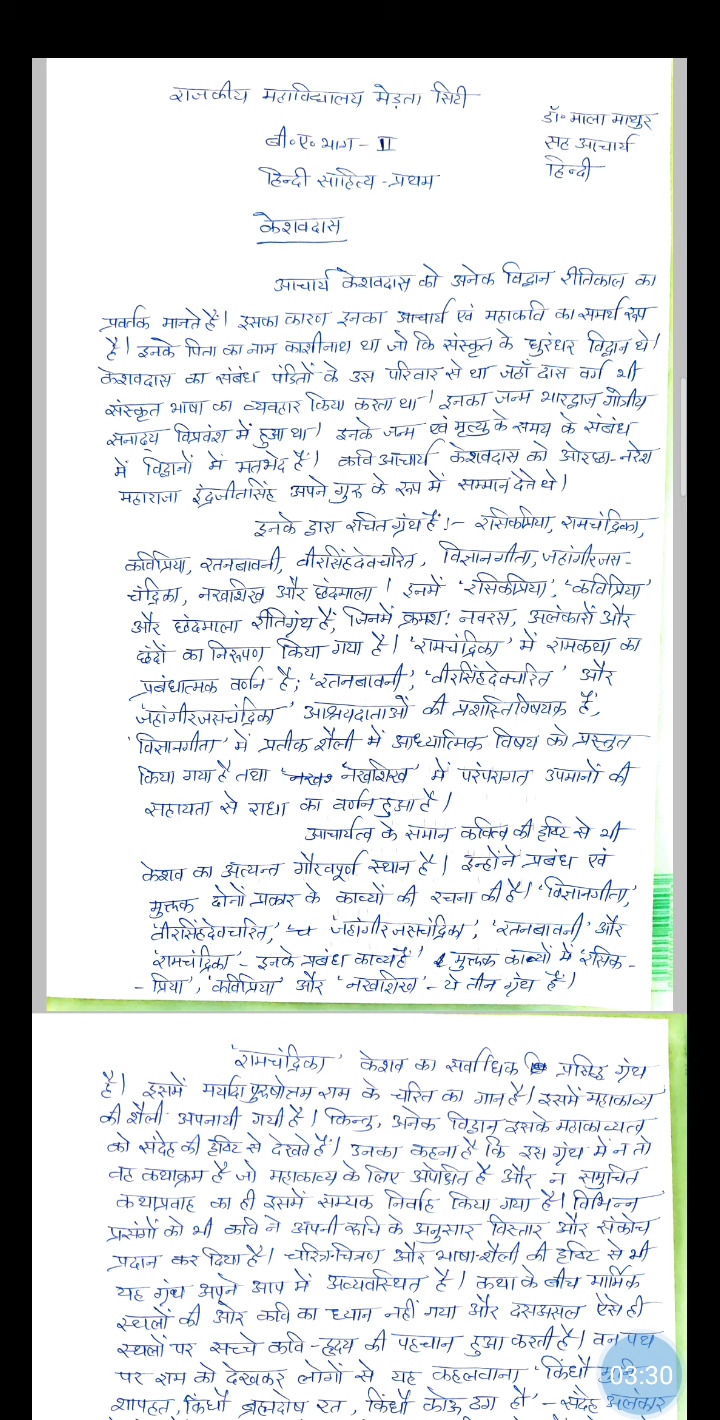 राजकीय महाविद्यालय मेड़ता सिटी
डॉ॰ माला माथुर
बी॰ए॰ भाग - II
सह आचार्य
हिन्दी
हिन्दी साहित्य - प्रथम
केशवदास
आचार्य केशवदास को अनेक विद्वान रीतिकाल का
प्रवर्तक मानते हैं। इसका कारण इनका आचार्य एवं महाकवि का समर्थ रूप
है। इनके पिता का नाम काशीनाथ था जो कि संस्कृत के धुरंधर विद्वान थे।
केशवदास का संबंध पंडितों के उस परिवार से था जहाँ दास वर्ग भी
संस्कृत भाषा का व्यवहार किया करता था। इनका जन्म भारद्वाज गोत्रीय
सनाढ्य विप्रवंश में हुआ था। इनके जन्म एवं मृत्यु के समय के संबंध
में विद्वानों में मतभेद हैं। कवि आचार्य केशवदास को ओरछा-नरेश
महाराजा इंद्रजीतसिंह अपने गुरु के रूप में सम्मान देते थे।
इनके द्वारा रचित ग्रंथ हैं :- रसिकप्रिया, रामचंद्रिका,
कविप्रिया, रतनबावनी, वीरसिंहदेवचरित, विज्ञानगीता, जहांगीरजस-
चंद्रिका, नखशिख और छंदमाला। इनमें 'रसिकप्रिया', 'कविप्रिया'
और छंदमाला रीतिग्रंथ हैं, जिनमें क्रमशः नवरस, अलंकारों और
छंदों का निरूपण किया गया है। 'रामचंद्रिका' में रामकथा का
प्रबंधात्मक वर्णन है; 'रतनबावनी', 'वीरसिंहदेवचरित' और
'जहांगीरजसचंद्रिका' आश्रयदाताओं की प्रशस्तिविषयक हैं,
'विज्ञानगीता' में प्रतीक शैली में आध्यात्मिक विषय को प्रस्तुत
किया गया है तथा 'नखशिख' में परंपरागत उपमानों की
सहायता से राधा का वर्णन हुआ है।
आचार्यत्व के समान कवित्व की दृष्टि से भी
केशव का अत्यन्त गौरवपूर्ण स्थान है। इन्होंने प्रबंध एवं
मुक्तक दोनों प्रकार के काव्यों की रचना की है। 'विज्ञानगीता',
'वीरसिंहदेवचरित', 'जहांगीरजसचंद्रिका', 'रतनबावनी' और
'रामचंद्रिका' - इनके प्रबंध काव्य हैं। मुक्तक काव्यों में 'रसिक-
-प्रिया', 'कविप्रिया' और 'नखशिख' - ये तीन ग्रंथ हैं।
'रामचंद्रिका' केशव का सर्वाधिक प्रसिद्ध ग्रंथ
है। इसमें मर्यादा पुरुषोत्तम राम के चरित का गान है। इसमें महाकाव्य
की शैली अपनायी गयी है। किन्तु, अनेक विद्वान इसके महाकाव्यत्व
को संदेह की दृष्टि से देखते हैं। उनका कहना है कि इस ग्रंथ में न तो
वह कथाक्रम है जो महाकाव्य के लिए अपेक्षित है और न समुचित
कथाप्रवाह का ही इसमें सम्यक निर्वाह किया गया है। विभिन्न
प्रसंगों को भी कवि ने अपनी रुचि के अनुसार विस्तार और संकोच
प्रदान कर दिया है। चरित्र-चित्रण और भाषा-शैली की दृष्टि से भी
यह ग्रंथ अपने आप में अव्यवस्थित है। कथा के बीच मार्मिक
स्थलों की ओर कवि का ध्यान नहीं गया और दरअसल ऐसे ही
स्थलों पर सच्चे कवि-हृदय की पहचान हुआ करती है। वन पथ
पर राम को देखकर लोगों से यह कहलवाना 'किधौं
03:30
शापहत, किधौं ब्रह्मदोष रत, किधौं कोऊ ठग हौ' - संदेह अलंकार